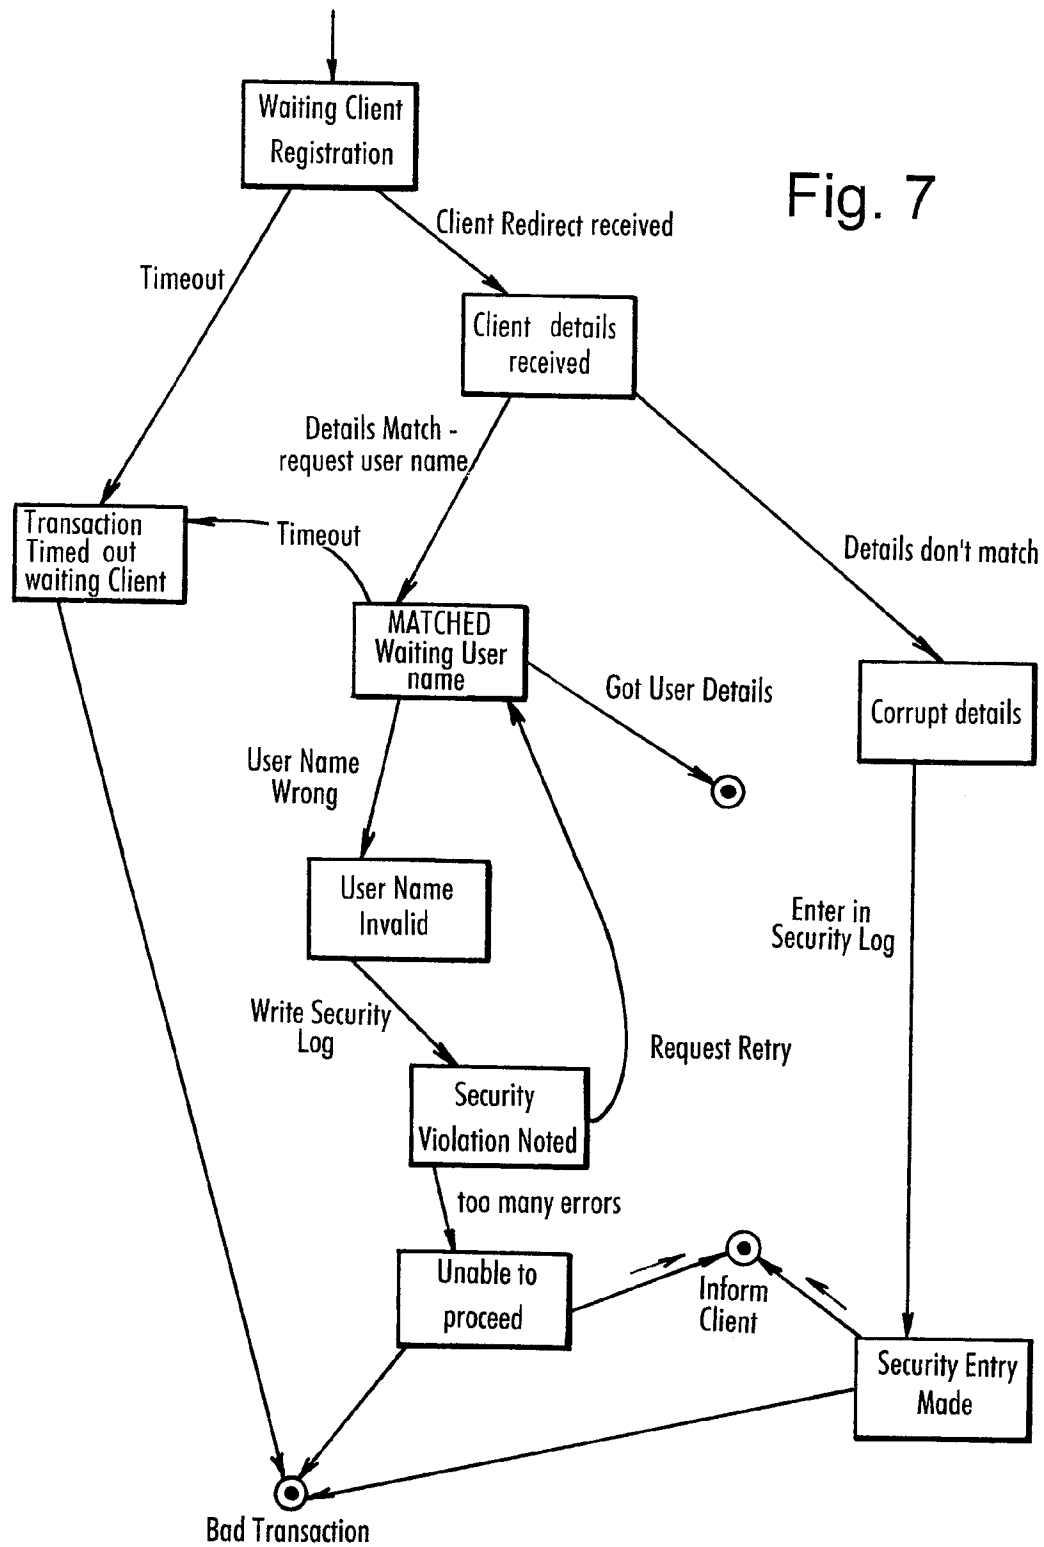 Waiting Client
Registration
Fig. 7
Client Redirect received
Timeout
Client details
received
Details Match -
request user name
Transaction
Timed out
waiting Client
Timeout
Details don't match
MATCHED
Waiting User
name
Got User Details
Corrupt details
User Name
Wrong
User Name
Invalid
Enter in
Security Log
Write Security
Log
Request Retry
Security
Violation Noted
too many errors
Unable to
proceed
Inform
Client
Security Entry
Made
Bad Transaction